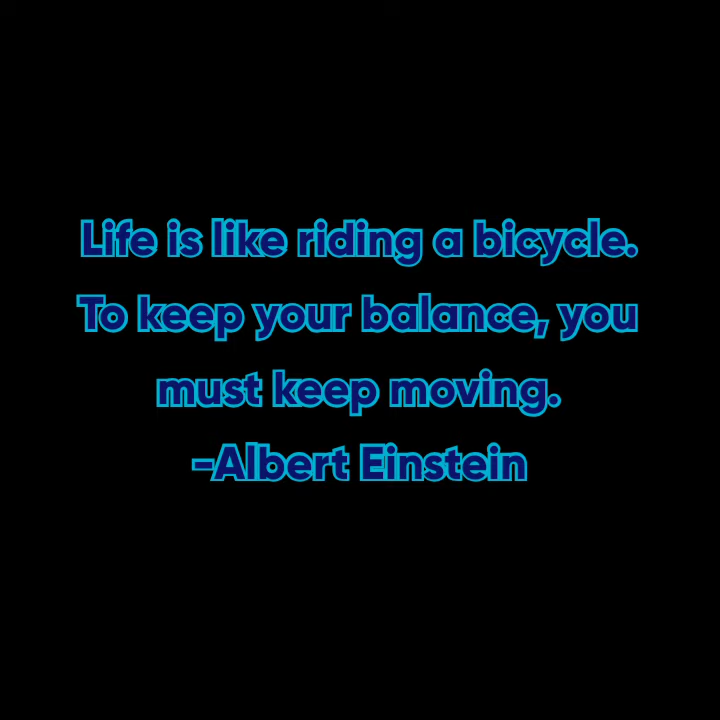 Life is like riding a bicycle.
To keep your balance, you
must keep moving.
–Albert Einstein